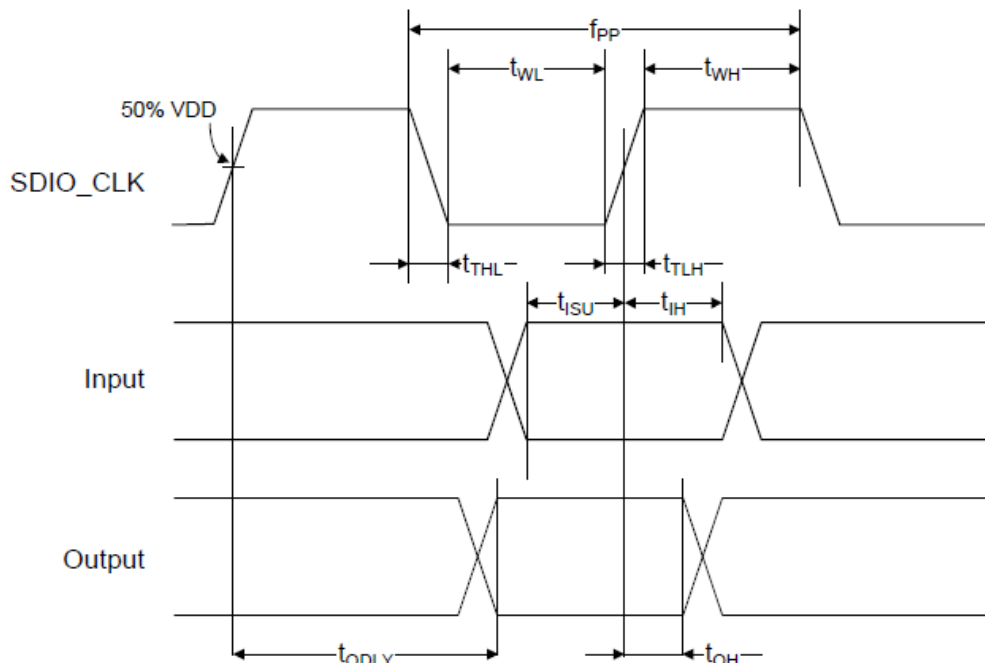 fPP
tWL
tWH
50% VDD
SDIO_CLK
tTHL
tTLH
tISU
tIH
Input
Output
tODLY
tOH